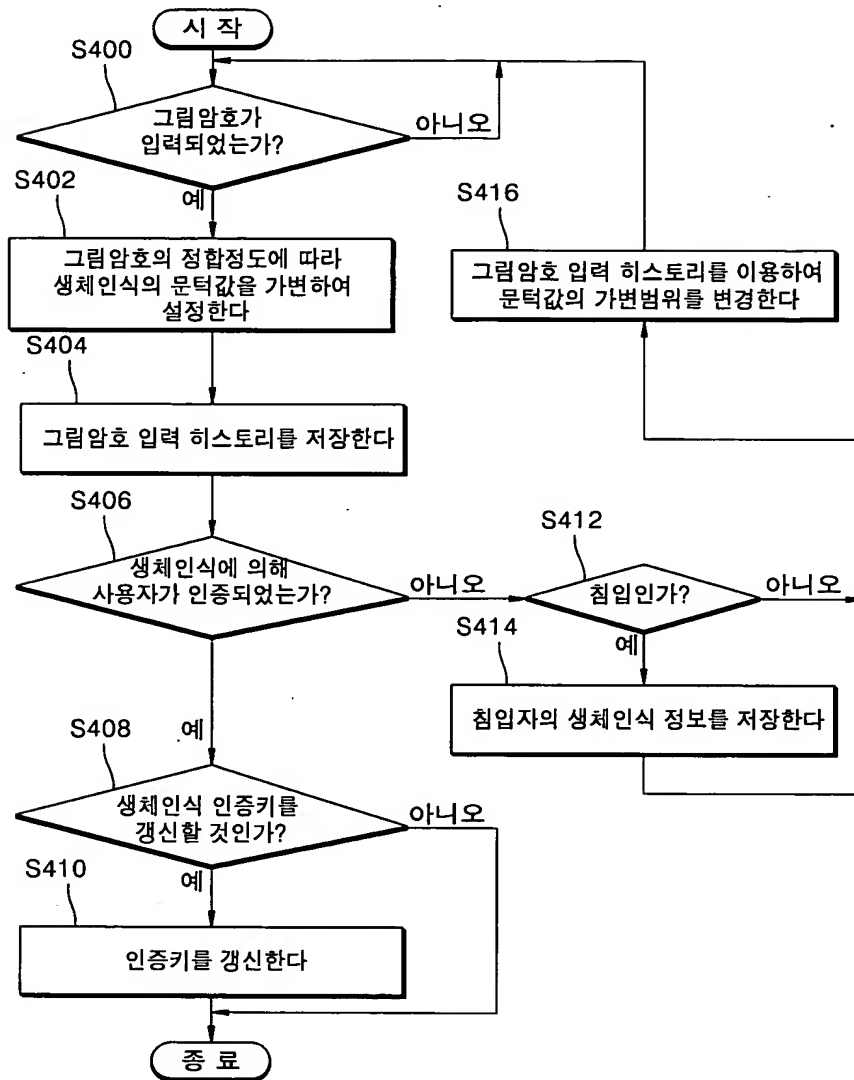 시 작
S400
그림암호가
입력되었는가?
아니오
예
S402
그림암호의 정합정도에 따라
생체인식의 문턱값을 가변하여
설정한다
S416
그림암호 입력 히스토리를 이용하여
문턱값의 가변범위를 변경한다
S404
그림암호 입력 히스토리를 저장한다
S406
생체인식에 의해
사용자가 인증되었는가?
아니오
S412
침입인가?
아니오
예
S414
침입자의 생체인식 정보를 저장한다
예
S408
생체인식 인증키를
갱신할 것인가?
아니오
예
S410
인증키를 갱신한다
종 료